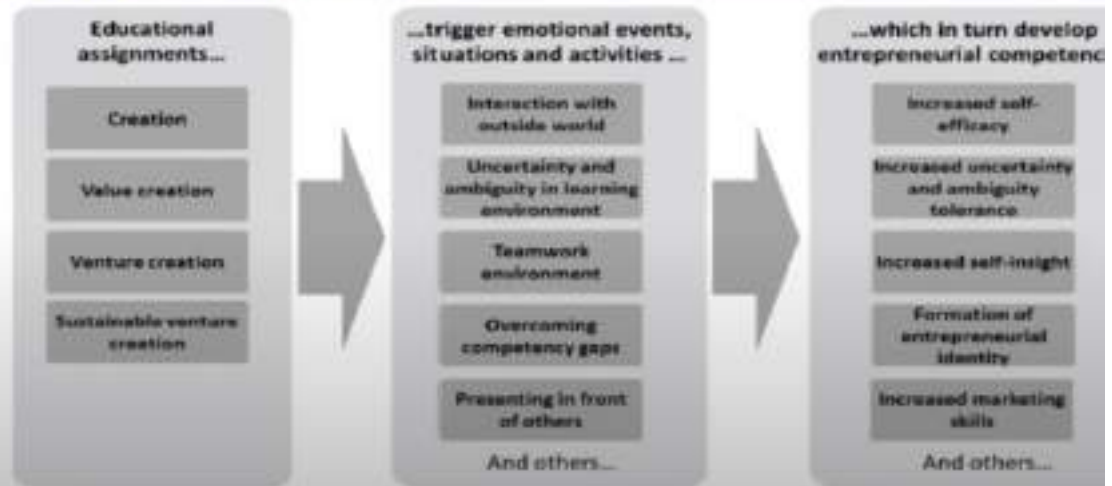 Educational
assignments...
Creation
Value creation
Venture creation
Sustainable venture
creation
...trigger emotional events,
situations and activities ...
Interaction with
outside world
Uncertainty and
ambiguity in learning
environment
Teamwork
environment
Overcoming
competency gaps
Presenting in front
of others
And others...
...which in turn develop
entrepreneurial competenc
Increased self-
efficacy
Increased uncertainty
and ambiguity
tolerance
Increased self-insight
Formation of
entrepreneurial
identity
Increased marketing
skills
And others...